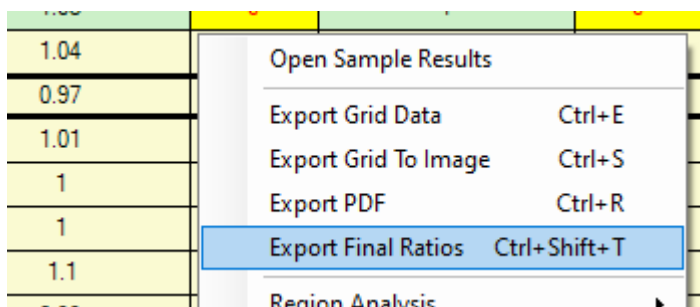 1.04
Open Sample Results
0.97
Export Grid Data Ctrl+E
1.01
Export Grid To Image Ctrl+S
1
Export PDF Ctrl+R
1
Export Final Ratios Ctrl+Shift+T
1.1
Region Analysis